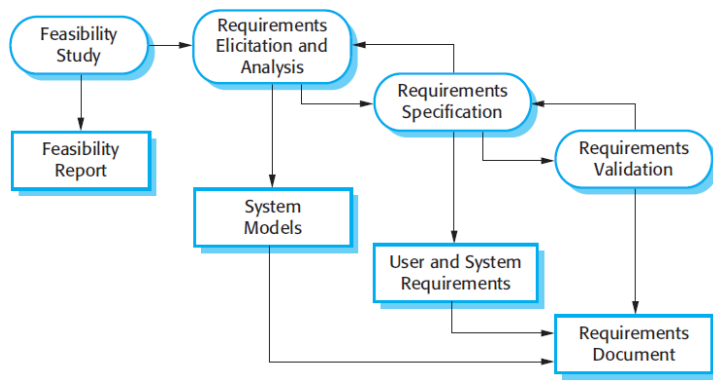 Feasibility
Study
Requirements
Elicitation and
Analysis
Requirements
Specification
Requirements
Validation
Feasibility
Report
System
Models
User and System
Requirements
Requirements
Document